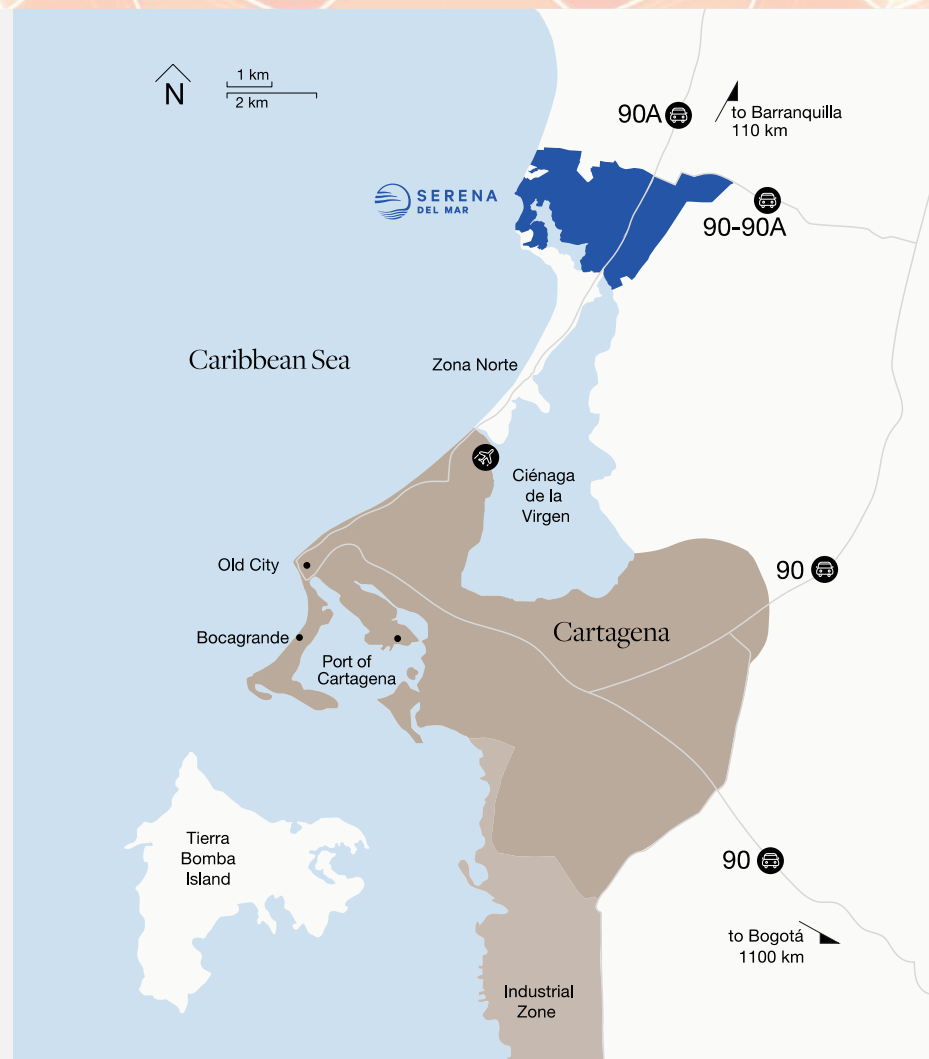 N
1 km
2 km
90A
to Barranquilla
110 km
SERENA
DEL MAR
90-90A
Caribbean Sea
Zona Norte
Ciénaga
de la
Virgen
Old City
90
Bocagrande
Cartagena
Port of
Cartagena
Tierra
Bomba
Island
90
to Bogotá
1100 km
Industrial
Zone